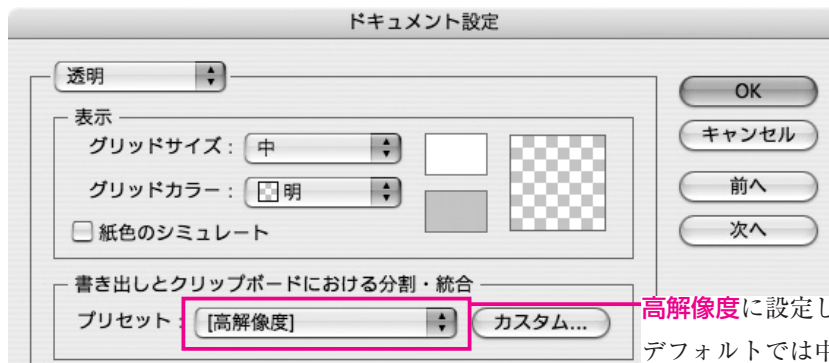 ドキュメント設定
透明
OK
表示
グリッドサイズ : 中
キャンセル
グリッドカラー : 明
前へ
紙色のシミュレート
次へ
書き出しとクリップボードにおける分割・統合
プリセット : [高解像度] カスタム...
高解像度に設定し
デフォルトでは中